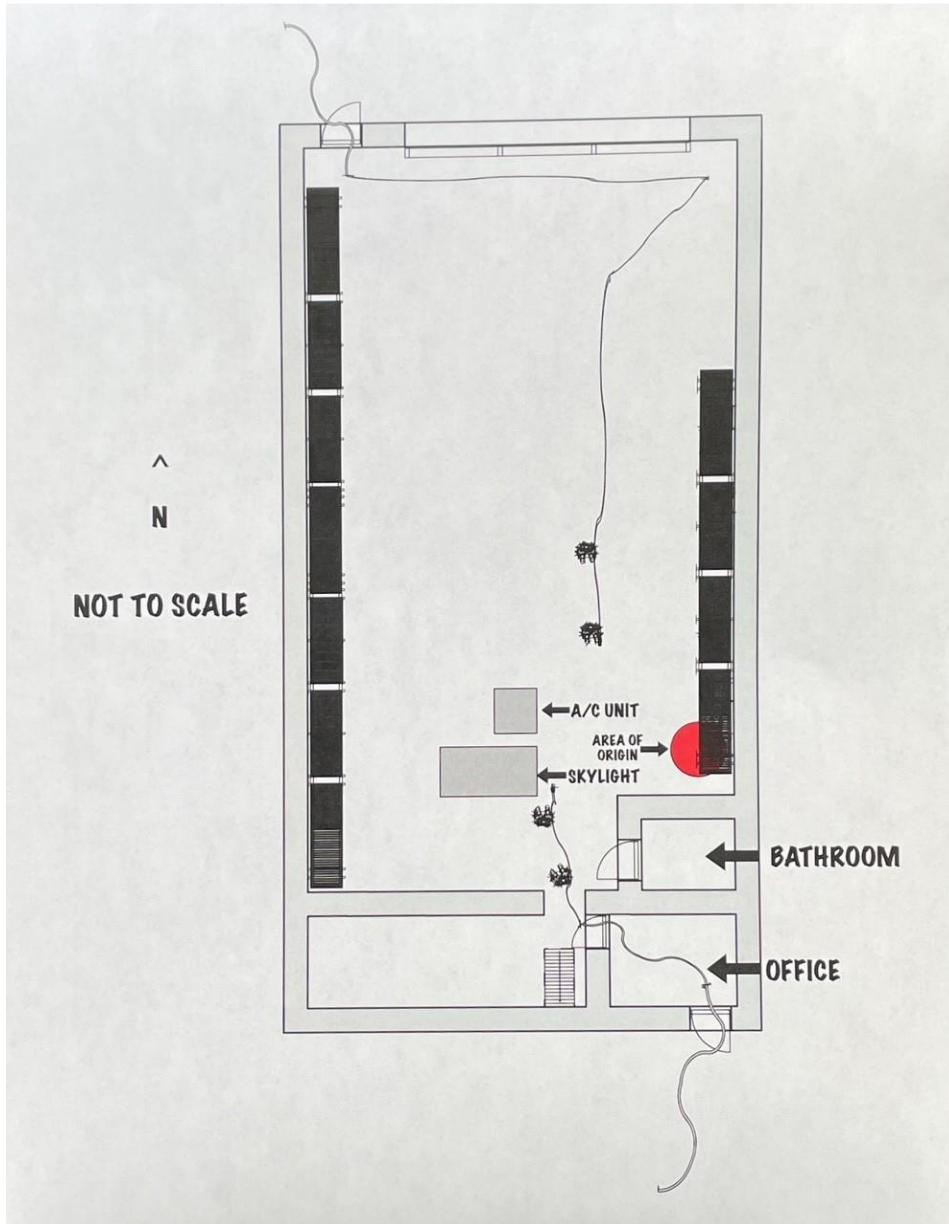 ^
N
NOT TO SCALE
A/C UNIT
AREA OF
ORIGIN
SKYLIGHT
BATHROOM
OFFICE